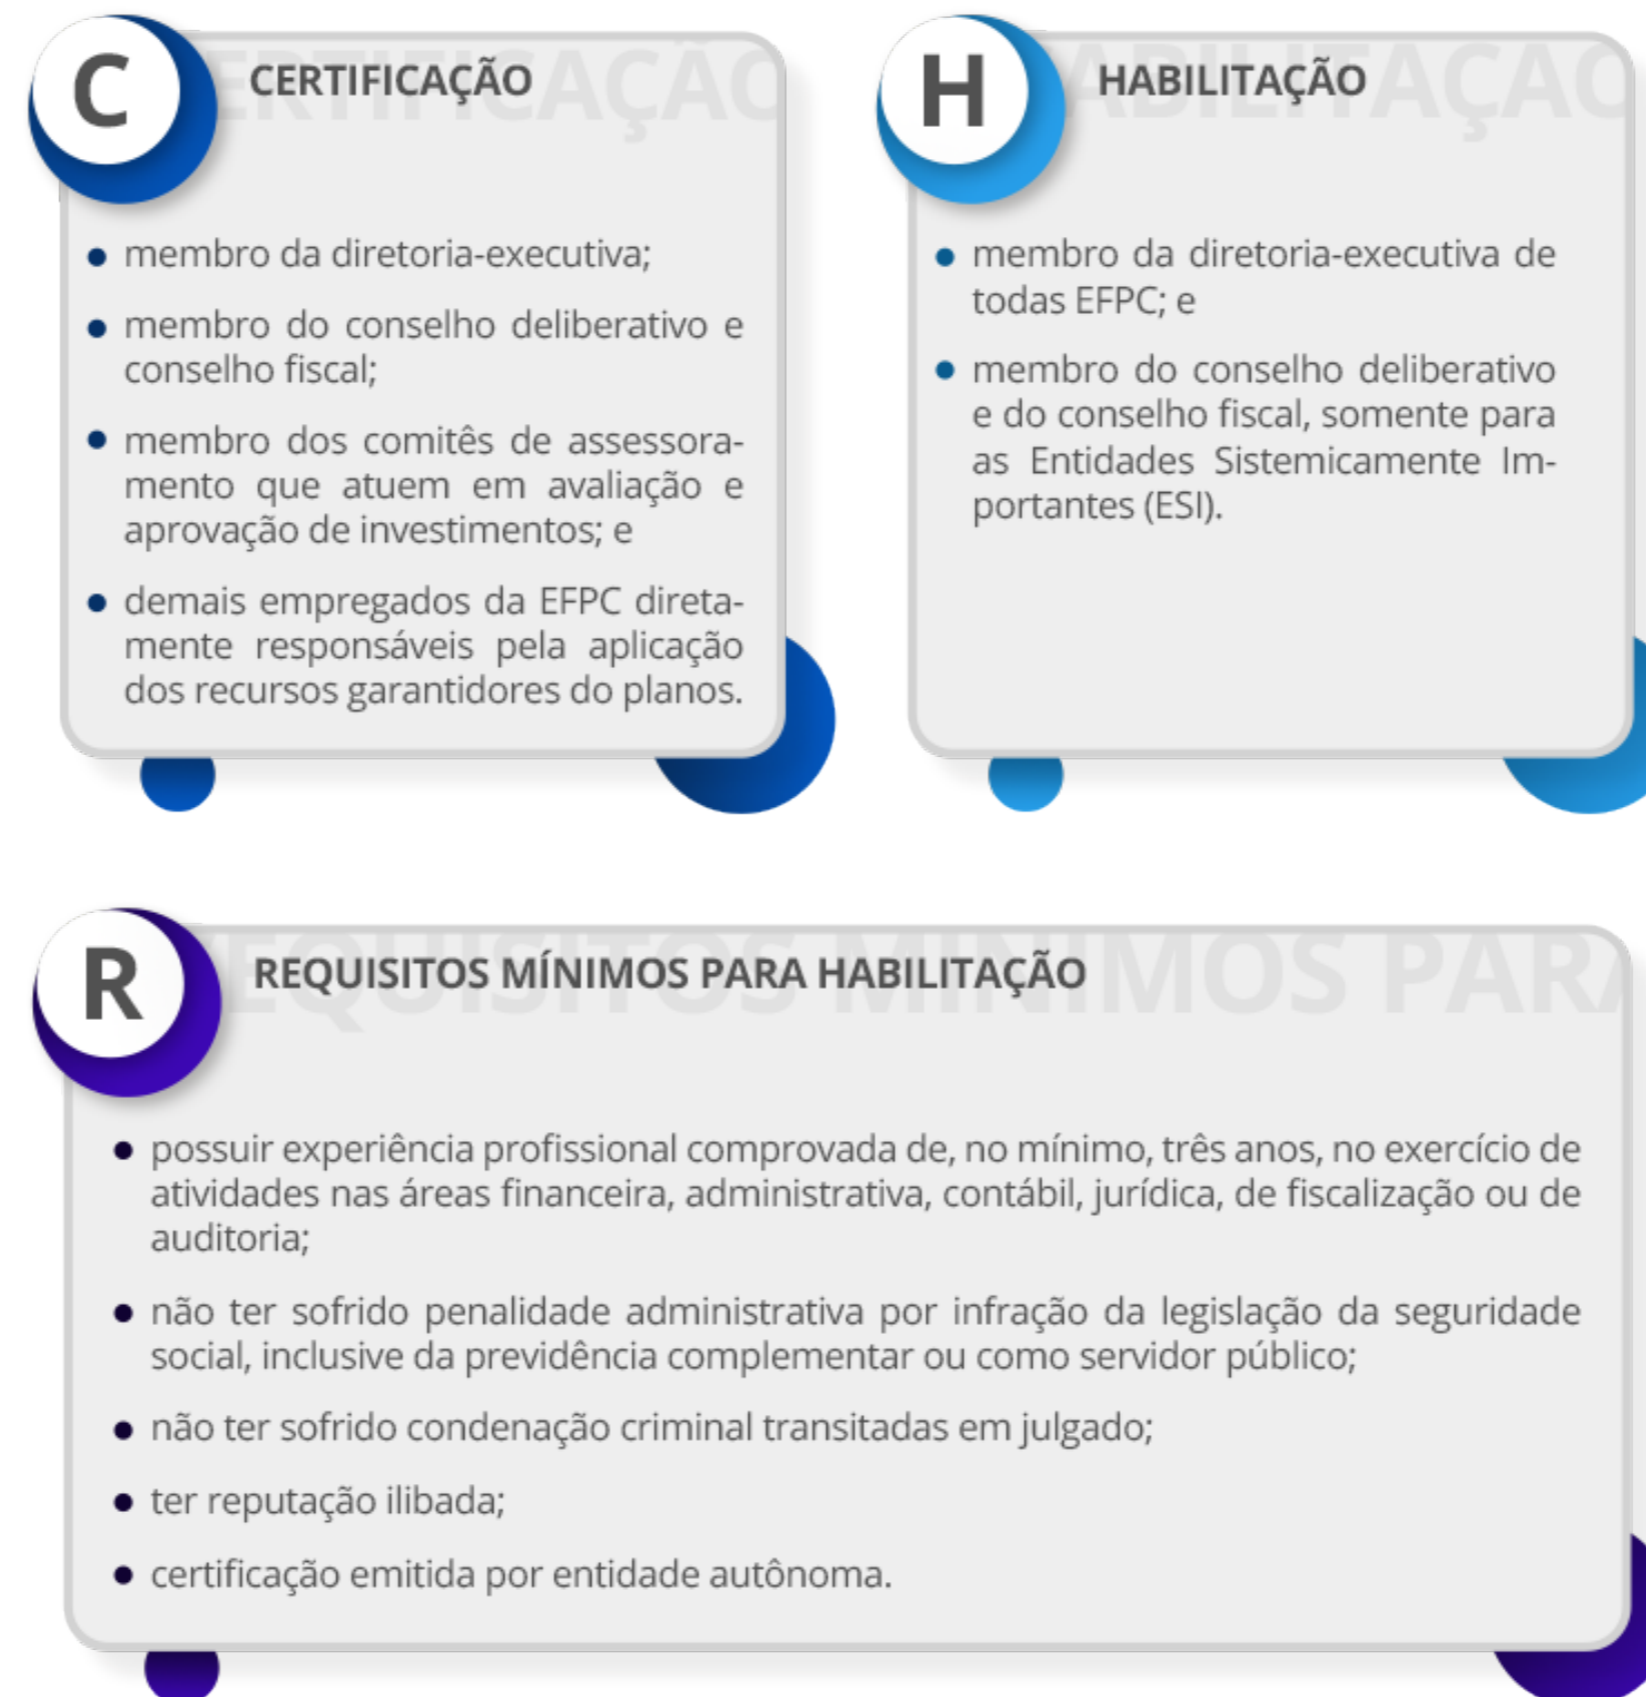 C
CERTIFICAÇÃO
ERTIFICAÇÃO
membro da diretoria-executiva;
membro do conselho deliberativo e
conselho fiscal;
membro dos comitês de assessora-
mento que atuem em avaliação e
aprovação de investimentos; e
demais empregados da EFPC direta-
mente responsáveis pela aplicação
dos recursos garantidores do planos.
H
HABILITAÇÃO
ABILITAÇÃO
membro da diretoria-executiva de
todas EFPC; e
membro do conselho deliberativo
e do conselho fiscal, somente para
as Entidades Sistemicamente Im-
portantes (ESI).
R
REQUISITOS MÍNIMOS PARA HABILITAÇÃO
EQUISITOS MÍNIMOS PARA
possuir experiência profissional comprovada de, no mínimo, três anos, no exercício de
atividades nas áreas financeira, administrativa, contábil, jurídica, de fiscalização ou de
auditoria;
não ter sofrido penalidade administrativa por infração da legislação da seguridade
social, inclusive da previdência complementar ou como servidor público;
não ter sofrido condenação criminal transitadas em julgado;
ter reputação ilibada;
certificação emitida por entidade autônoma.